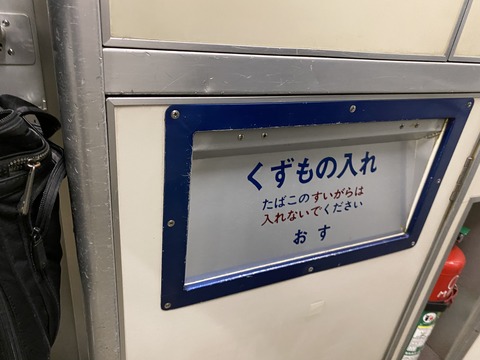 くずもの入れ
たばこのすいがらは
入れないでください
おす